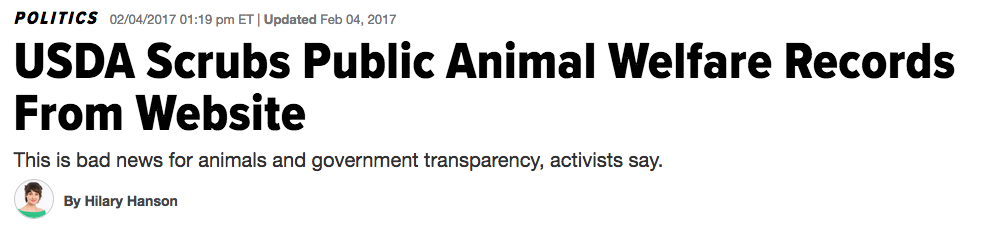 POLITICS 02/04/2017 01:19 pm ET | Updated Feb 04, 2017
USDA Scrubs Public Animal Welfare Records
From Website
This is bad news for animals and government transparency, activists say.
By Hilary Hanson